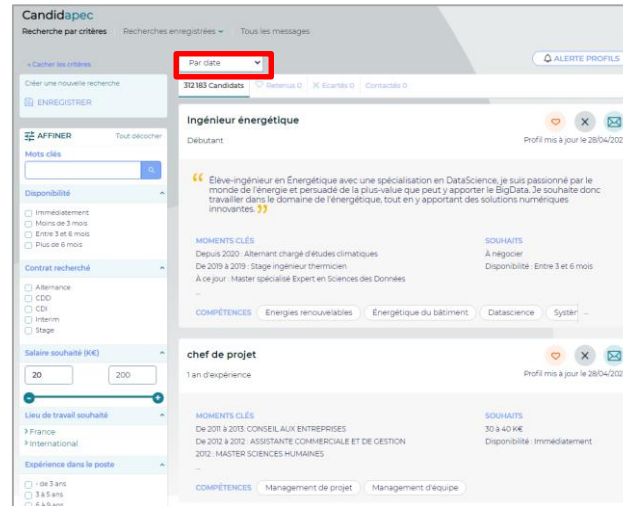 Candidapec
Recherche par critères Recherches enregistrées Tous les messages
« Cacher les critères
Par date
ALERTE PROFILS
Créer une nouvelle recherche
ENREGISTRER
312 183 Candidats Retenus 0 Ecartés 0 Contactés 0
AFFINER Tout décocher
Mots clés
Disponibilité
Immédiatement
Moins de 3 mois
Entre 3 et 6 mois
Plus de 6 mois
Contrat recherché
Alternance
CDD
CDI
Interim
Stage
Salaire souhaité (K€)
20 200
Lieu de travail souhaité
France
International
Expérience dans le poste
- de 3 ans
3 à 5 ans
6 à 9 ans
Ingénieur énergétique
Débutant
Profil mis à jour le 28/04/202
“ Élève-ingénieur en Énergétique avec une spécialisation en DataScience, je suis passionné par le
monde de l'énergie et persuadé de la plus-value que peut y apporter le BigData. Je souhaite donc
travailler dans le domaine de l'énergétique, tout en y apportant des solutions numériques
innovantes. ”
MOMENTS CLÉS
Depuis 2020 : Alternant chargé d'études climatiques
De 2019 à 2019 : Stage ingénieur thermicien
À ce jour : Master spécialisé Expert en Sciences des Données
...
SOUHAITS
À négocier
Disponibilité : Entre 3 et 6 mois
COMPÉTENCES Energies renouvelables Énergétique du bâtiment Datascience Systèr ...
chef de projet
1 an d'expérience
Profil mis à jour le 28/04/202
MOMENTS CLÉS
De 2011 à 2013: CONSEIL AUX ENTREPRISES
De 2012 à 2012 : ASSISTANTE COMMERCIALE ET DE GESTION
2012 : MASTER SCIENCES HUMAINES
...
SOUHAITS
30 à 40 K€
Disponibilité : Immédiatement
COMPÉTENCES Management de projet Management d'équipe